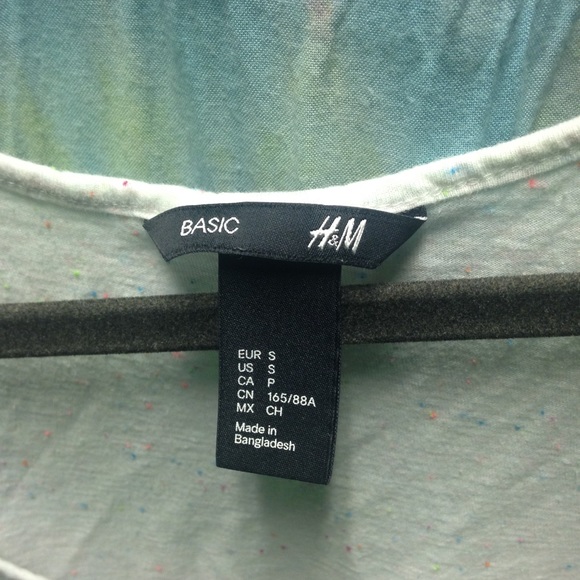 BASIC H&M
EUR S
US S
CA P
CN 165/88A
MX CH
Made in
Bangladesh